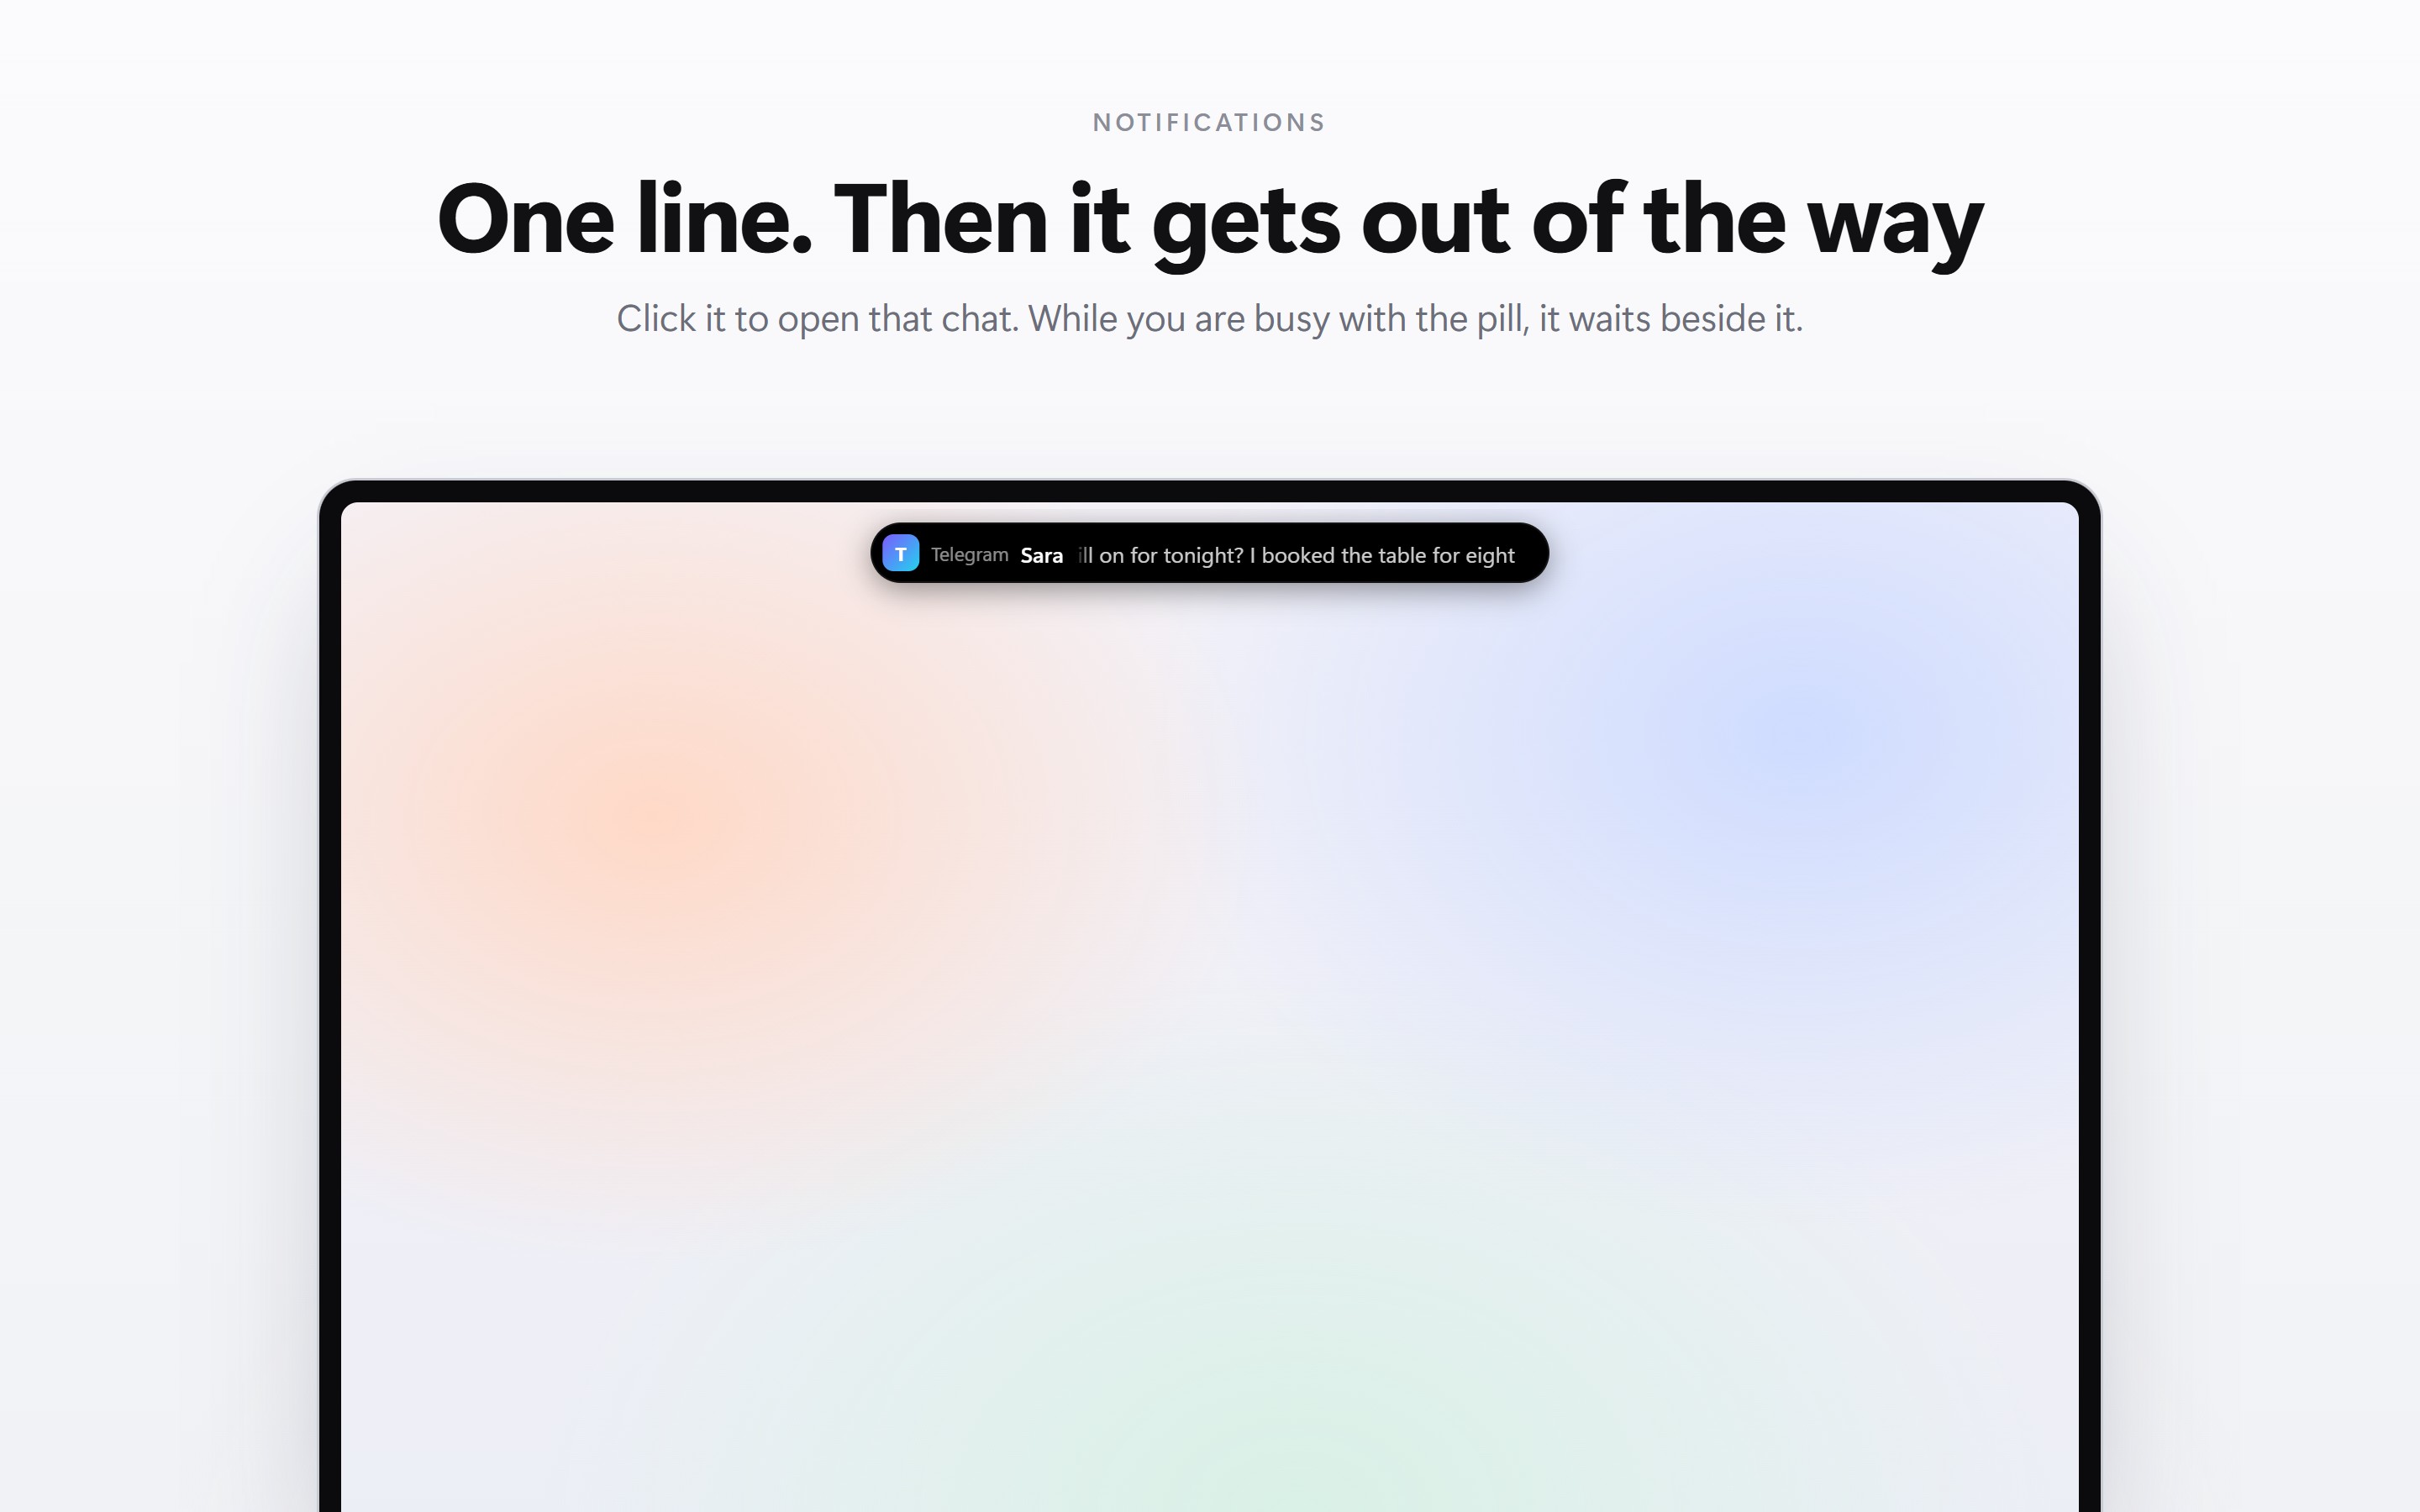 NOTIFICATIONS
One line. Then it gets out of the way
Click it to open that chat. While you are busy with the pill, it waits beside it.
T Telegram Sara ill on for tonight? I booked the table for eight